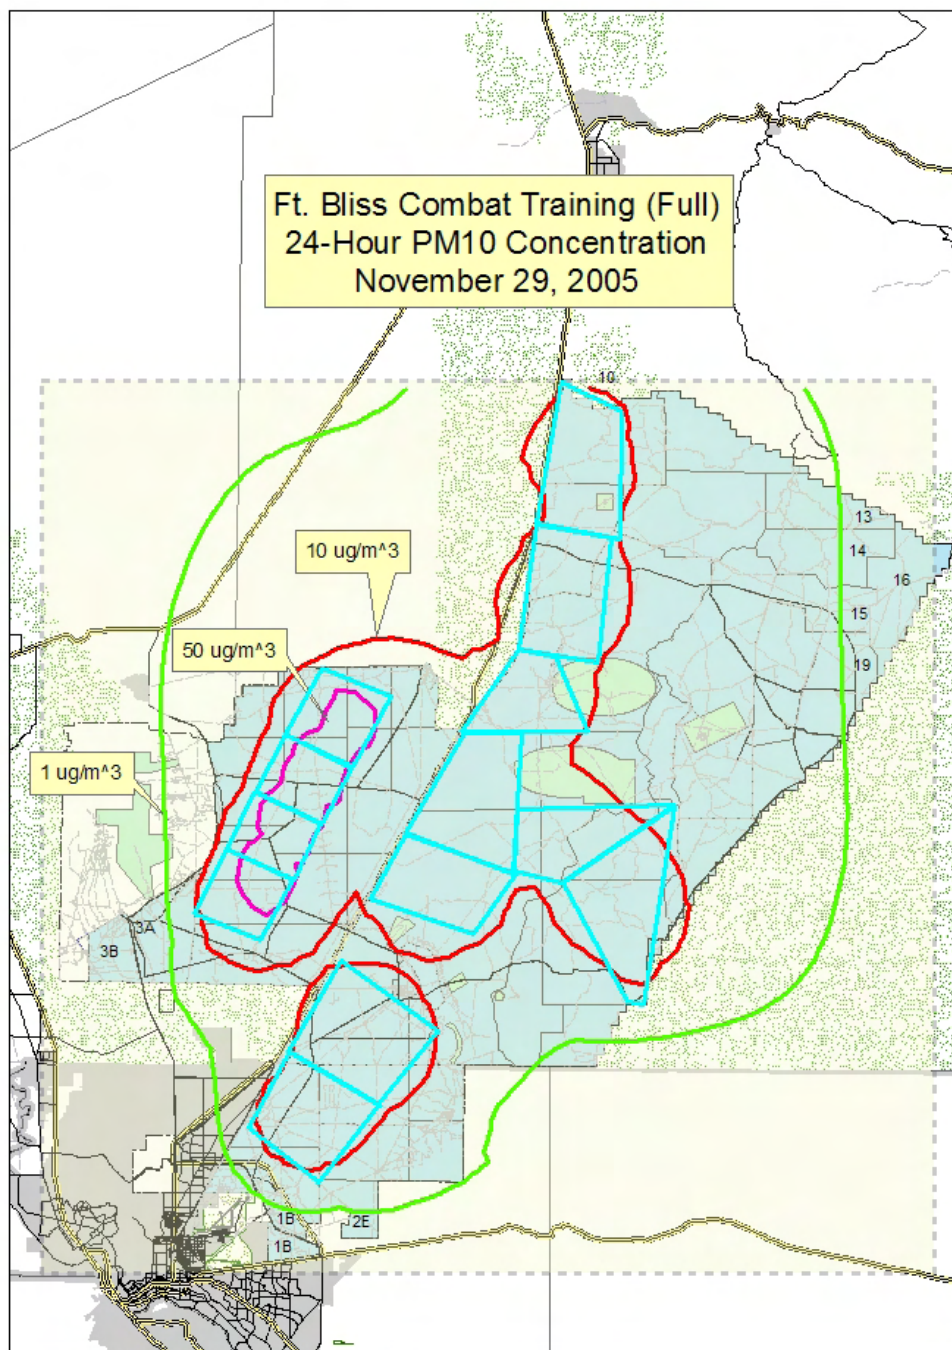 Ft. Bliss Combat Training (Full)
24-Hour PM10 Concentration
November 29, 2005
10
13
14
16
15
19
10 ug/m^3
50 ug/m^3
1 ug/m^3
3A
3B
1B
2E
1B